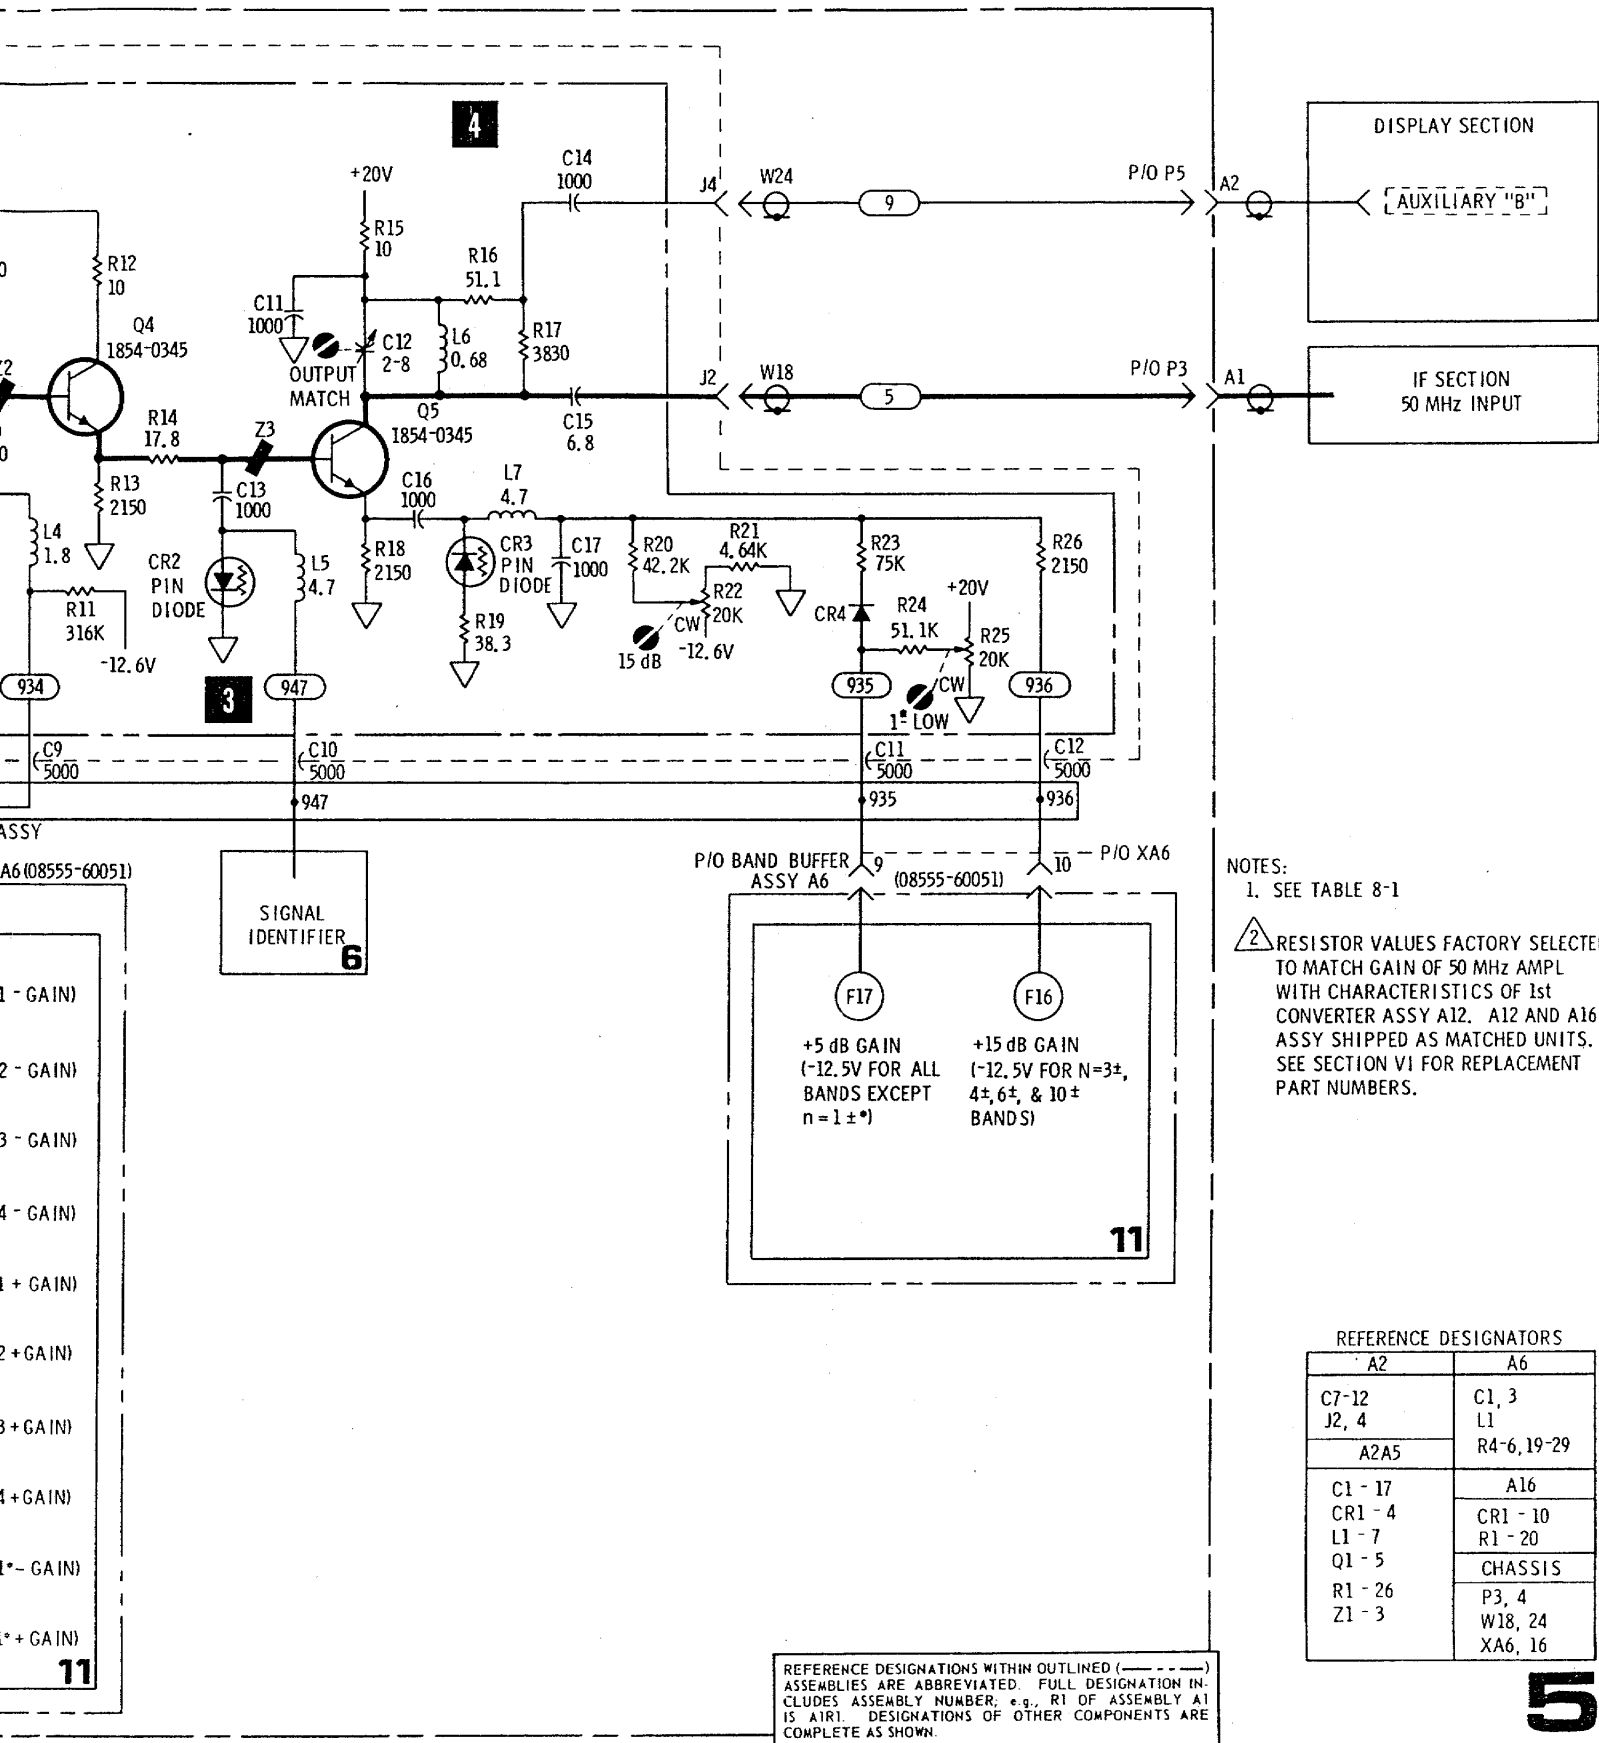 4
DISPLAY SECTION
AUXILIARY "B"
+20V
C14
1000
J4
W24
9
P/O P5
A2
R15
10
R12
10
R16
51.1
C11
1000
Q4
1854-0345
C12
2-8
L6
0.68
R17
3830
OUTPUT
MATCH
J2
W18
5
P/O P3
A1
IF SECTION
50 MHz INPUT
Q5
1854-0345
C15
6.8
R14
17.8
Z3
R13
2150
C13
1000
C16
1000
L7
4.7
L4
1.8
CR2
PIN
DIODE
L5
4.7
R18
2150
CR3
PIN
DIODE
C17
1000
R20
42.2K
R21
4.64K
R22
20K
CW
-12.6V
15 dB
R19
38.3
R23
75K
R26
2150
+20V
CR4
R24
51.1K
R25
20K
CW
1* LOW
R11
316K
-12.6V
934
3
947
935
936
C9
5000
C10
5000
C11
5000
C12
5000
947
935
936
ASSY
A6 (08555-60051)
P/O BAND BUFFER
ASSY A6
9
(08555-60051)
10
P/O XA6
SIGNAL
IDENTIFIER
6
F17
F16
+5 dB GAIN
(-12.5V FOR ALL
BANDS EXCEPT
n = 1 ± *)
+15 dB GAIN
(-12.5V FOR N=3±,
4±, 6±, & 10 ±
BANDS)
11
NOTES:
1. SEE TABLE 8-1
2 RESISTOR VALUES FACTORY SELECTE
TO MATCH GAIN OF 50 MHz AMPL
WITH CHARACTERISTICS OF 1st
CONVERTER ASSY A12. A12 AND A16
ASSY SHIPPED AS MATCHED UNITS.
SEE SECTION VI FOR REPLACEMENT
PART NUMBERS.
1 - GAIN)
2 - GAIN)
3 - GAIN)
4 - GAIN)
1 + GAIN)
2 + GAIN)
3 + GAIN)
4 + GAIN)
1* - GAIN)
* + GAIN)
11
REFERENCE DESIGNATORS
A2
C7-12
J2, 4
A2A5
C1 - 17
CR1 - 4
L1 - 7
Q1 - 5
R1 - 26
Z1 - 3
A6
C1, 3
L1
R4-6, 19-29
A16
CR1 - 10
R1 - 20
CHASSIS
P3, 4
W18, 24
XA6, 16
REFERENCE DESIGNATIONS WITHIN OUTLINED (—— - - ——)
ASSEMBLIES ARE ABBREVIATED. FULL DESIGNATION IN-
CLUDES ASSEMBLY NUMBER; e.g., R1 OF ASSEMBLY A1
IS A1R1. DESIGNATIONS OF OTHER COMPONENTS ARE
COMPLETE AS SHOWN.
5